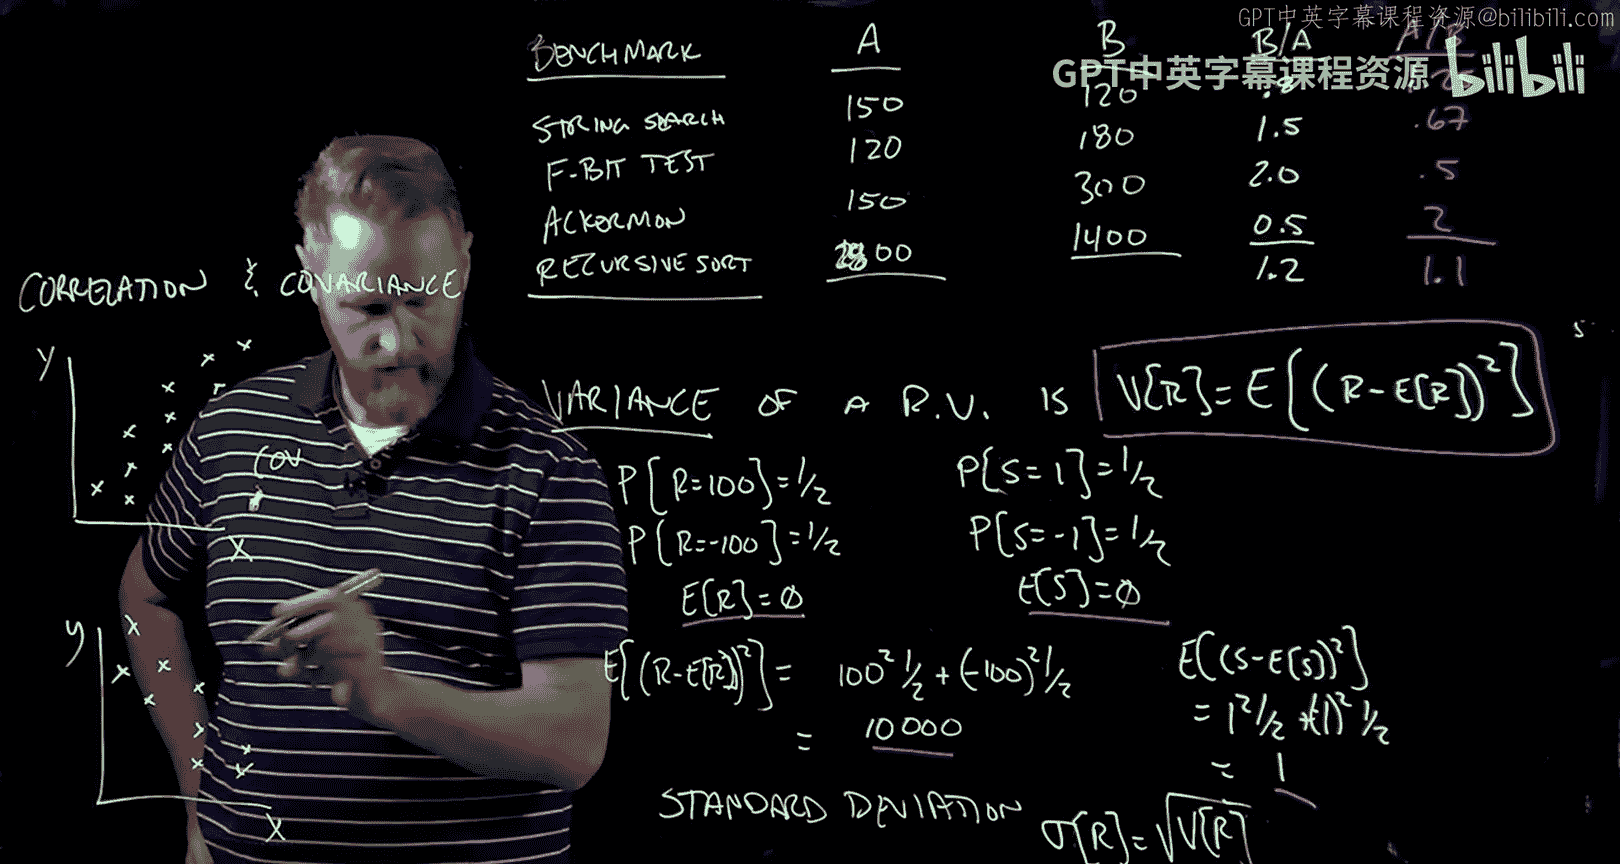 GPT中英字幕课程资源@bilibili.com
GPT中英字幕课程资源 bilibili
BENCHMARK A B B/A A/B
STRING SEARCH 150 120 .8
F-BIT TEST 120 180 1.5 .67
ACKERMON 150 300 2.0 .5
RECURSIVE SORT 2800 1400 0.5 2
1.2 1.1
CORRELATION & COVARIANCE
Y
X
COV
y
X
VARIANCE OF A R.V. IS V[R]=E[(R-E[R])²]
P[R=100]=1/2 P[S=1]=1/2
P[R=-100]=1/2 P[S=-1]=1/2
E[R]=0 E[S]=0
E[(R-E[R])²]= 100² 1/2 + (-100)² 1/2
= 10000
E[(S-E[S])²]
= 1² 1/2 + (-1)² 1/2
= 1
STANDARD DEVIATION σ[R]=√V[R]